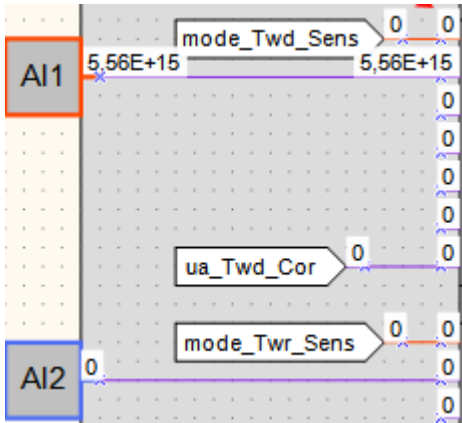 mode_Twd_Sens 0 0
AI1 5,56E+15 5,56E+15
0
0
0
0
ua_Twd_Cor 0 0
mode_Twr_Sens 0 0
AI2 0 0
0